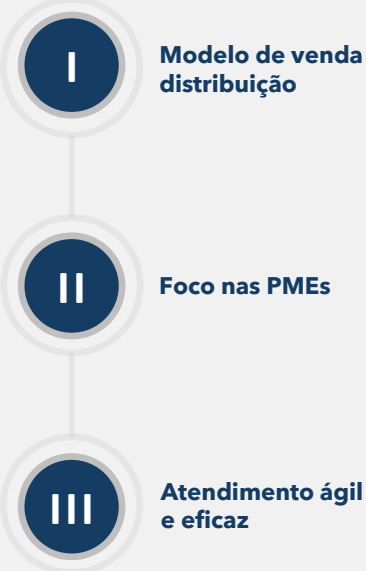 I
Modelo de venda
distribuição
II
Foco nas PMEs
III
Atendimento ágil
e eficaz